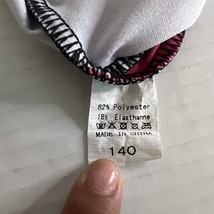 82% Polyester
18% Elasthanne
MADE IN CHINA
140